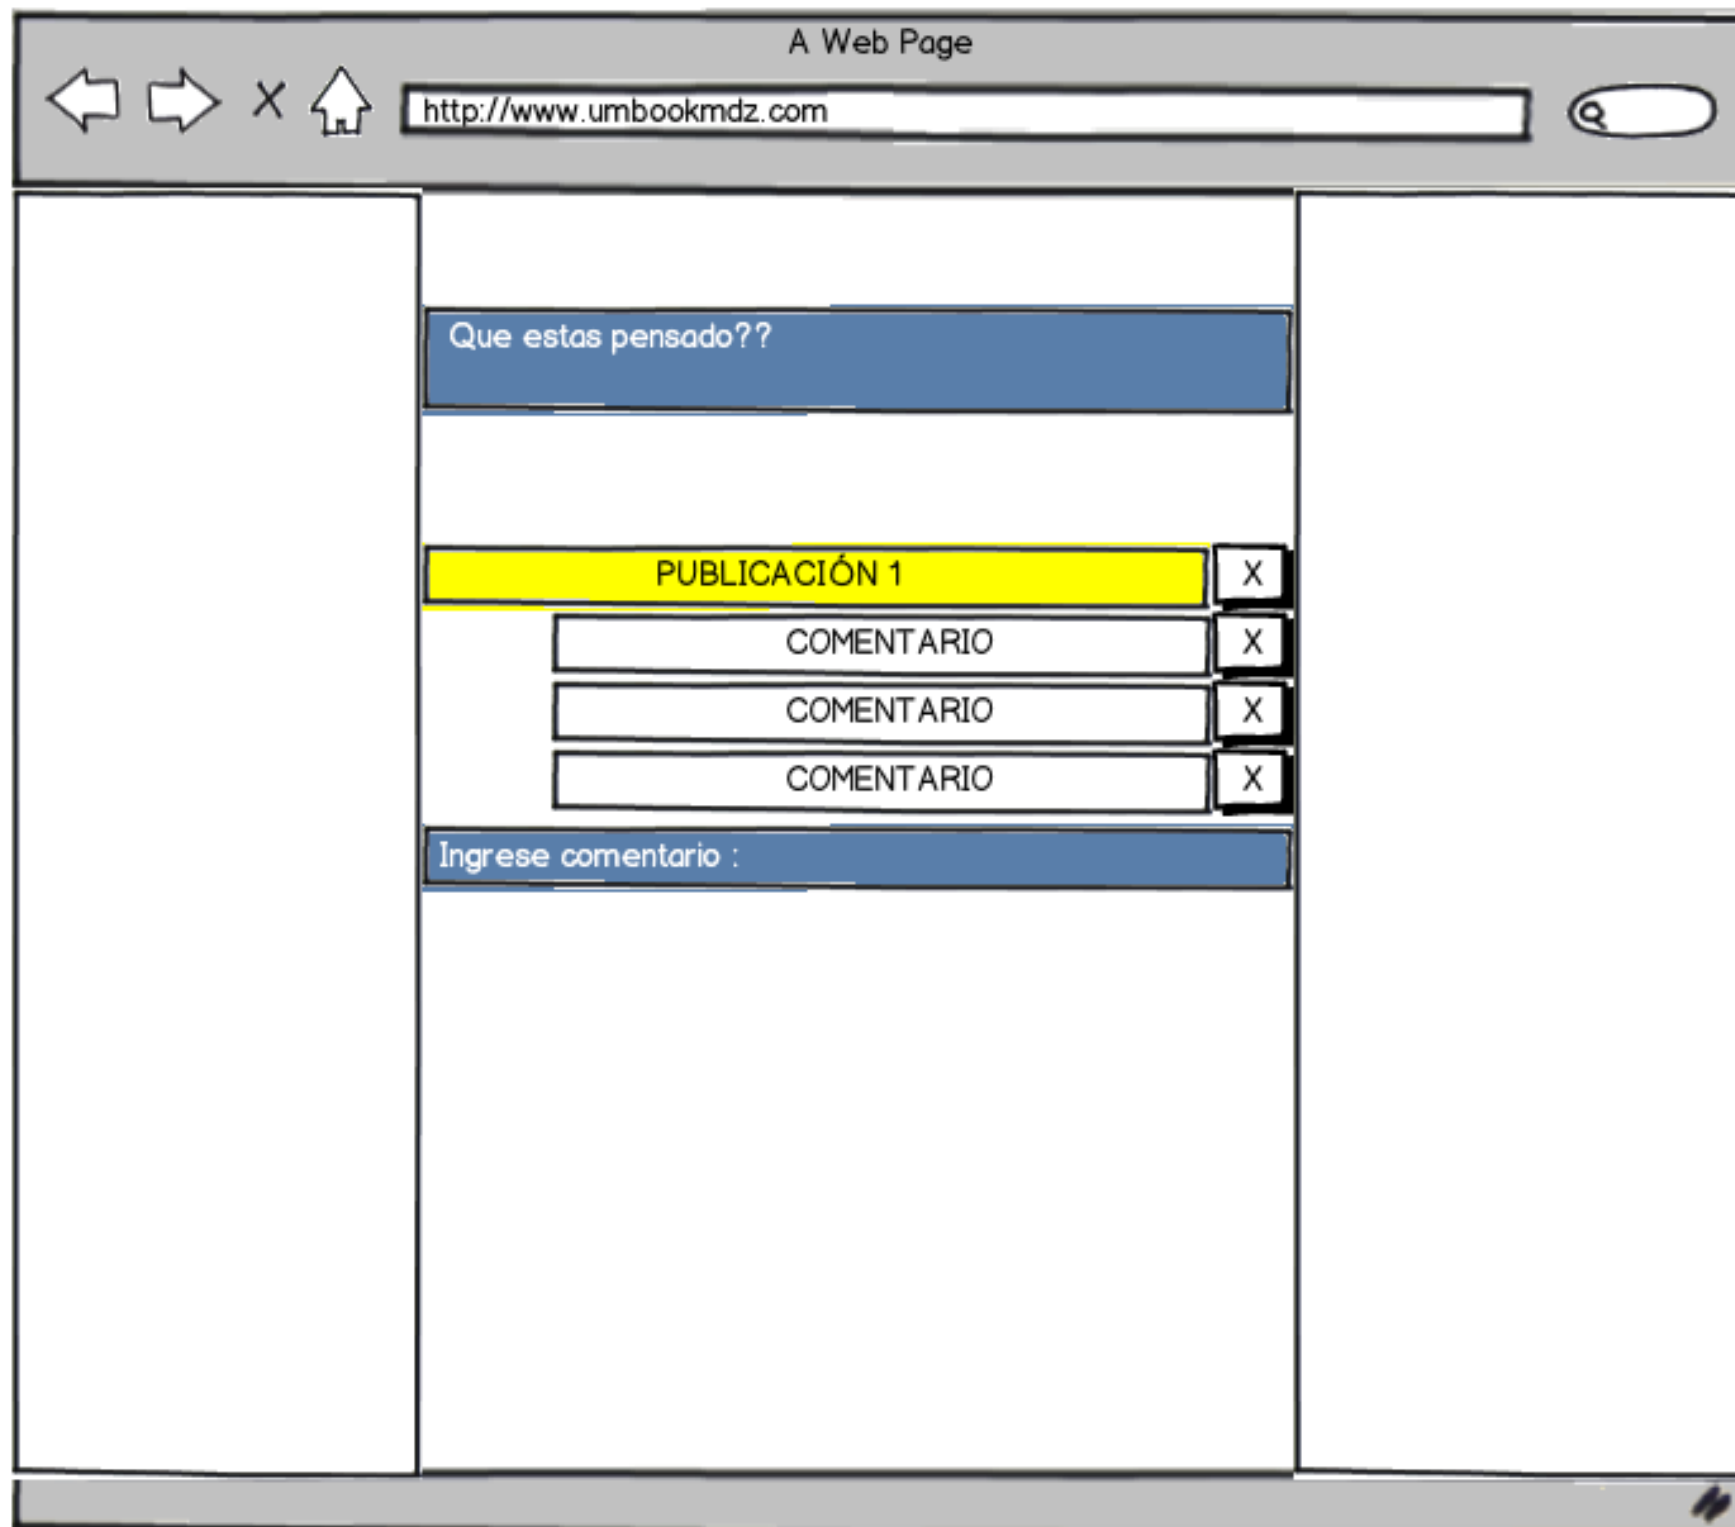 A Web Page
X
http://www.umbookmdz.com
Que estas pensado??
PUBLICACIÓN 1 X
COMENTARIO X
COMENTARIO X
COMENTARIO X
Ingrese comentario :